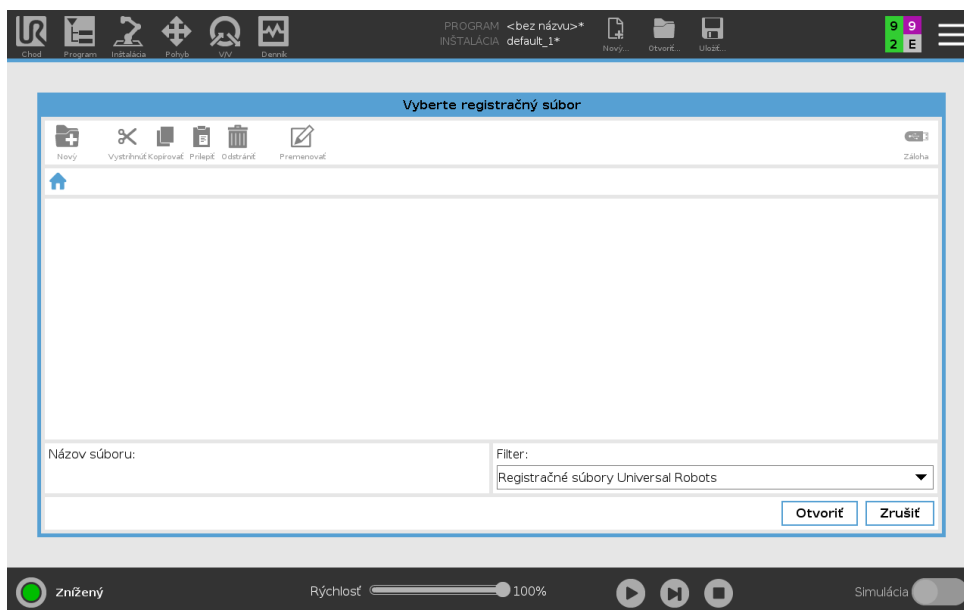 PROGRAM <bez názvu>*
INŠTALÁCIA default_1*
Chod Program Inštalácia Pohyb V/V Denník Nový... Otvoriť... Uložiť...
9 9
2 E
Vyberte registračný súbor
Nový Vystrihnúť Kopírovať Prilepiť Odstrániť Premenovať Záloha
Názov súboru:
Filter:
Registračné súbory Universal Robots
Otvoriť Zrušiť
Znížený Rýchlosť 100% Simulácia